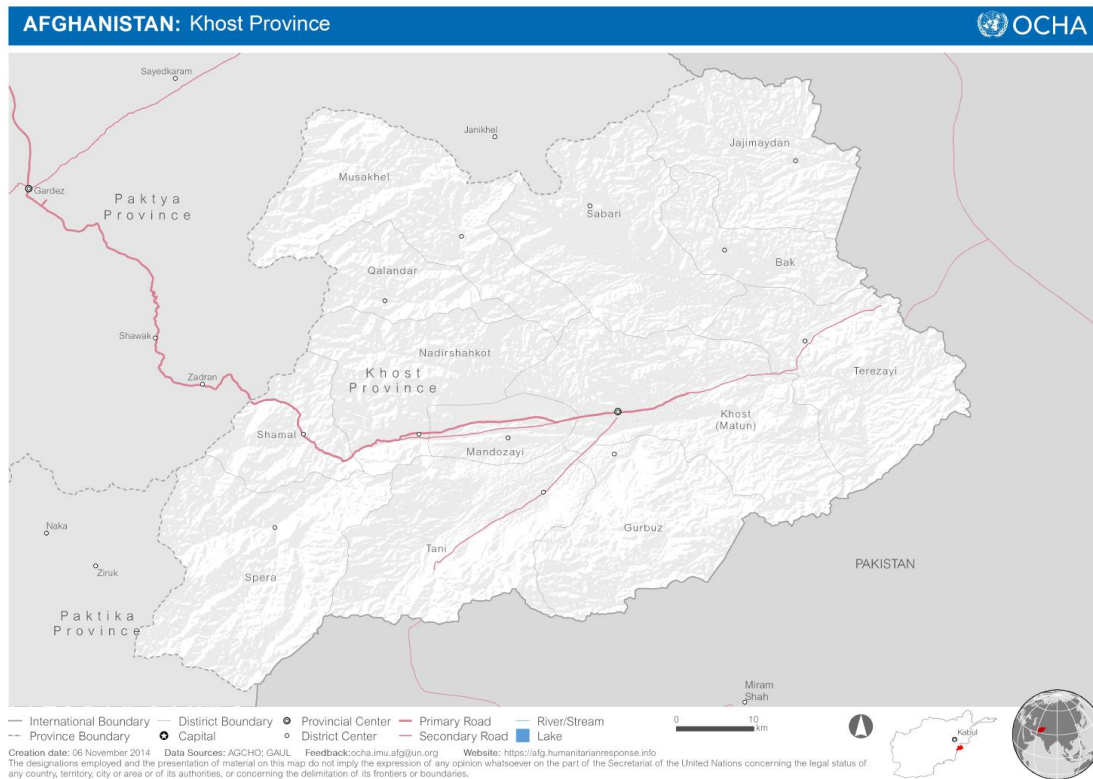 AFGHANISTAN: Khost Province
OCHA
Sayedkaram
Janikhel
Jajimaydan
Musakhel
Gardez
Paktya
Province
Sabari
Bak
Qalandar
Shawak
Nadirshahkot
Khost
Province
Terezayi
Zadran
Khost
(Matun)
Shamal
Mandozayi
Naka
Gurbuz
Tani
Ziruk
Spera
PAKISTAN
Paktika
Province
Miram
Shah
International Boundary District Boundary Provincial Center Primary Road River/Stream 0 10
Province Boundary Capital District Center Secondary Road Lake km
Kabul
Creation date: 06 November 2014 Data Sources: AGCHO; GAUL Feedback:ocha.imu.afg@un.org Website: https://afg.humanitarianresponse.info
The designations employed and the presentation of material on this map do not imply the expression of any opinion whatsoever on the part of the Secretariat of the United Nations concerning the legal status of
any country, territory, city or area or of its authorities, or concerning the delimitation of its frontiers or boundaries.